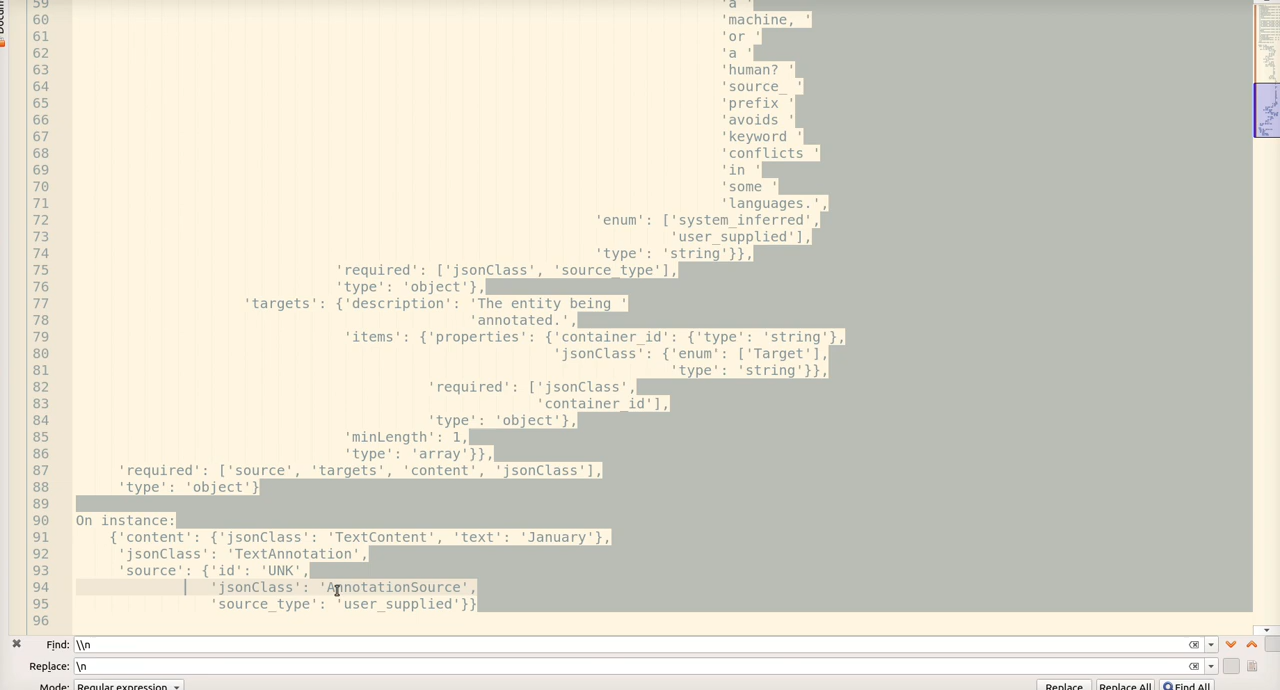 Docum
59 'a '
60 'machine, '
61 'or '
62 'a '
63 'human? '
64 'source_ '
65 'prefix '
66 'avoids '
67 'keyword '
68 'conflicts '
69 'in '
70 'some '
71 'languages.',
72 'enum': ['system_inferred',
73 'user_supplied'],
74 'type': 'string'}},
75 'required': ['jsonClass', 'source_type'],
76 'type': 'object'},
77 'targets': {'description': 'The entity being '
78 'annotated.',
79 'items': {'properties': {'container_id': {'type': 'string'},
80 'jsonClass': {'enum': ['Target'],
81 'type': 'string'}},
82 'required': ['jsonClass',
83 'container_id'],
84 'type': 'object'},
85 'minLength': 1,
86 'type': 'array'}},
87 'required': ['source', 'targets', 'content', 'jsonClass'],
88 'type': 'object'}
89
90 On instance:
91 {'content': {'jsonClass': 'TextContent', 'text': 'January'},
92 'jsonClass': 'TextAnnotation',
93 'source': {'id': 'UNK',
94 'jsonClass': 'AnnotationSource',
95 'source_type': 'user_supplied'}}
96
Find: \\n
Replace: \n
Mode: Regular expression Replace Replace All Find All